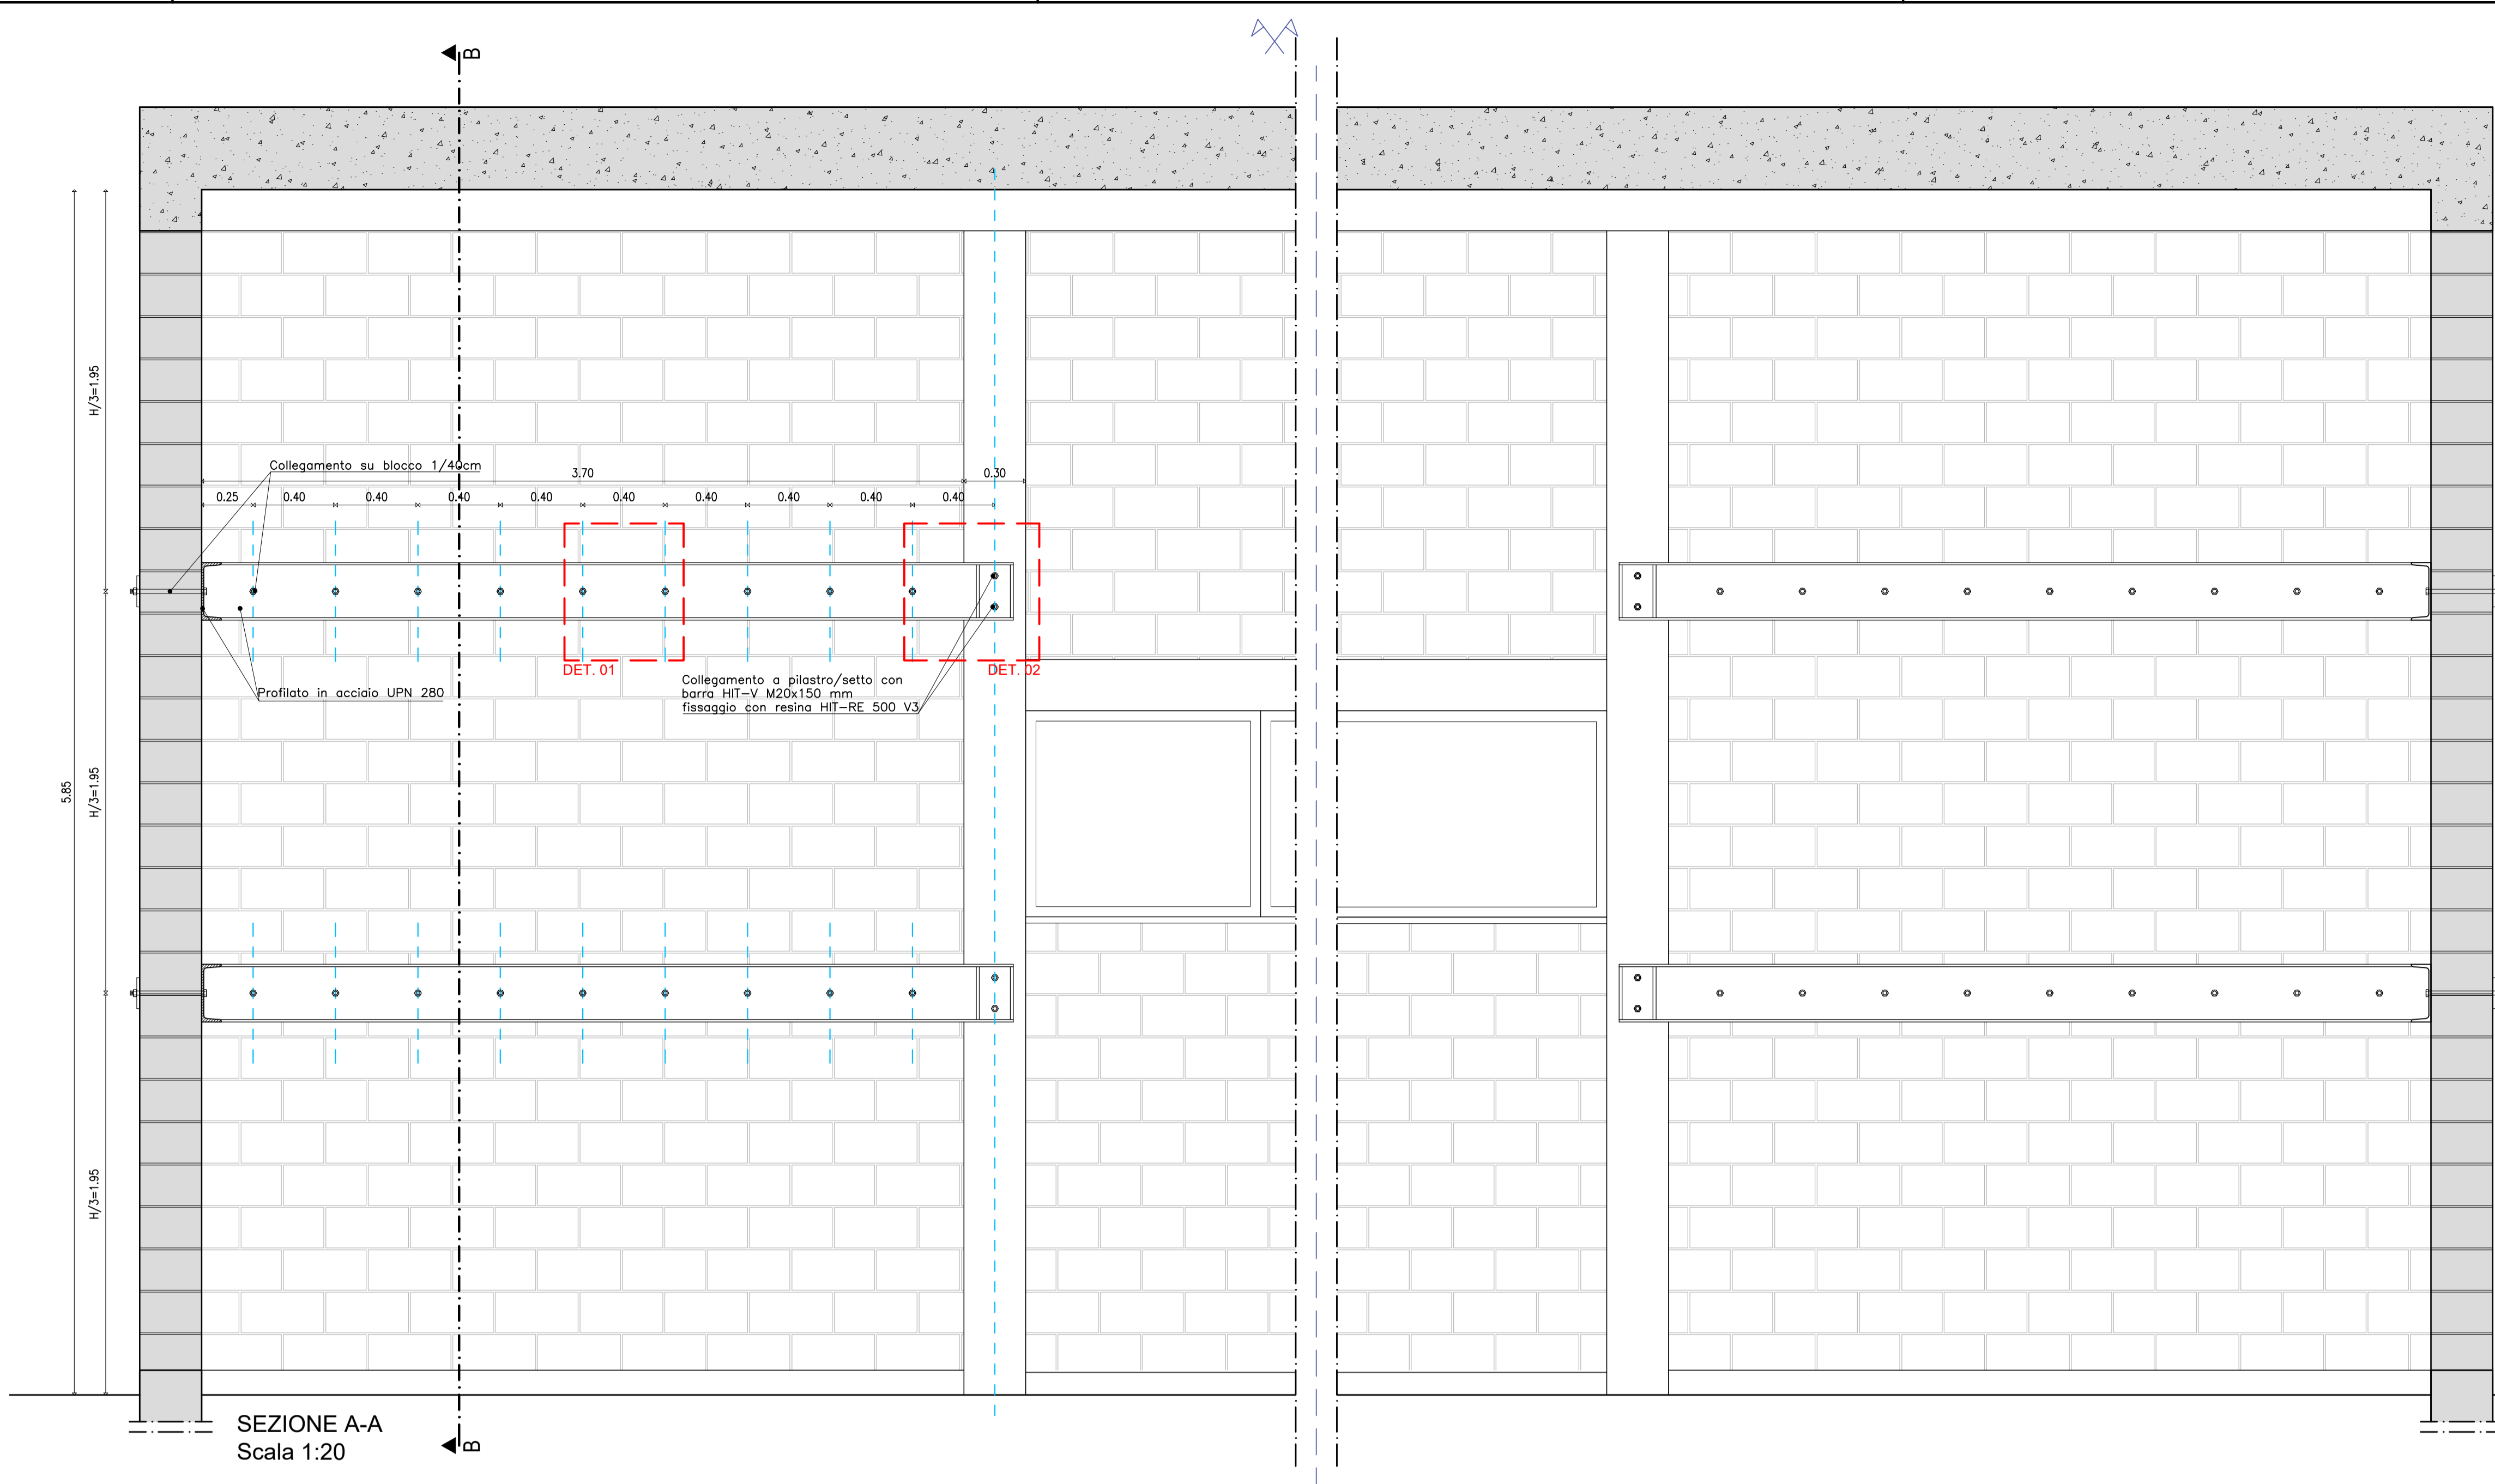 B
H/3=1.95
Collegamento su blocco 1/40cm
3.70
0.30
0.25
0.40
0.40
0.40
0.40
0.40
0.40
0.40
0.40
0.40
DET. 01
DET. 02
Collegamento a pilastro/setto con
barra HIT-V M20x150 mm
fissaggio con resina HIT-RE 500 V3
Profilato in acciaio UPN 280
5.85
H/3=1.95
H/3=1.95
SEZIONE A-A
Scala 1:20
B